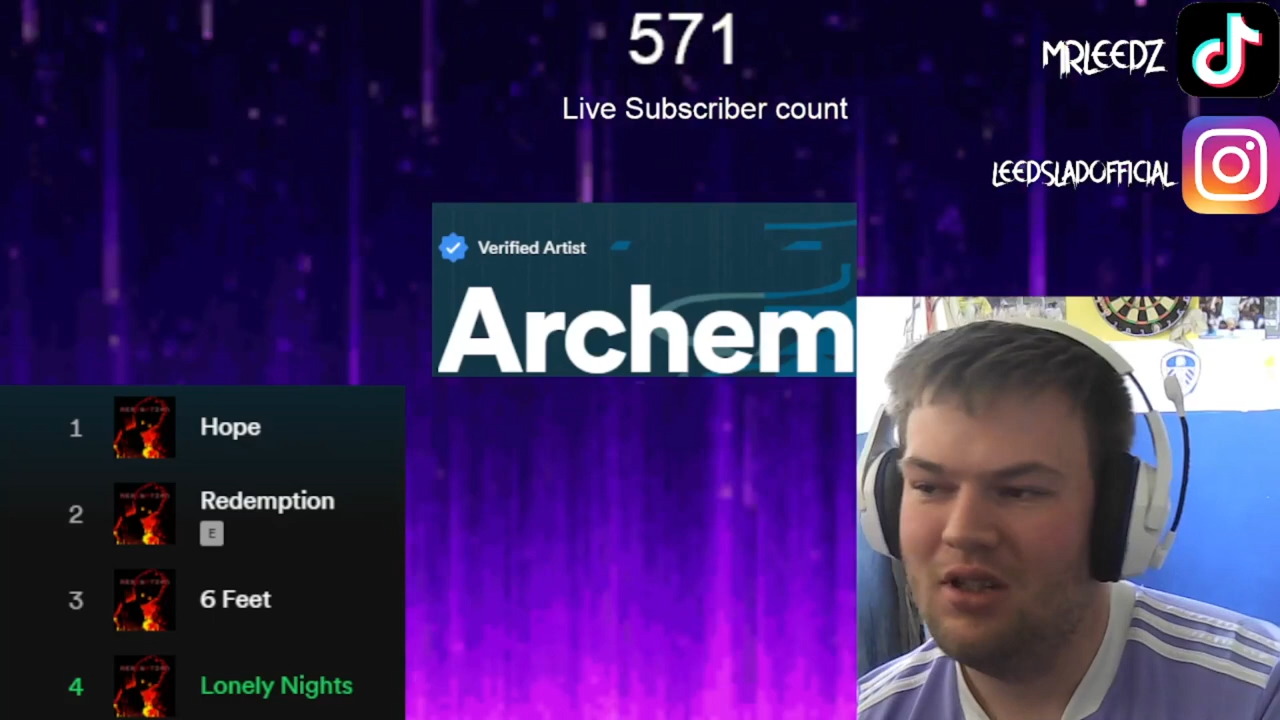 571
Live Subscriber count
MRLEEDZ
LEEDSLADOFFICIAL
Verified Artist
Archem
1 Hope
2 Redemption
E
3 6 Feet
4 Lonely Nights